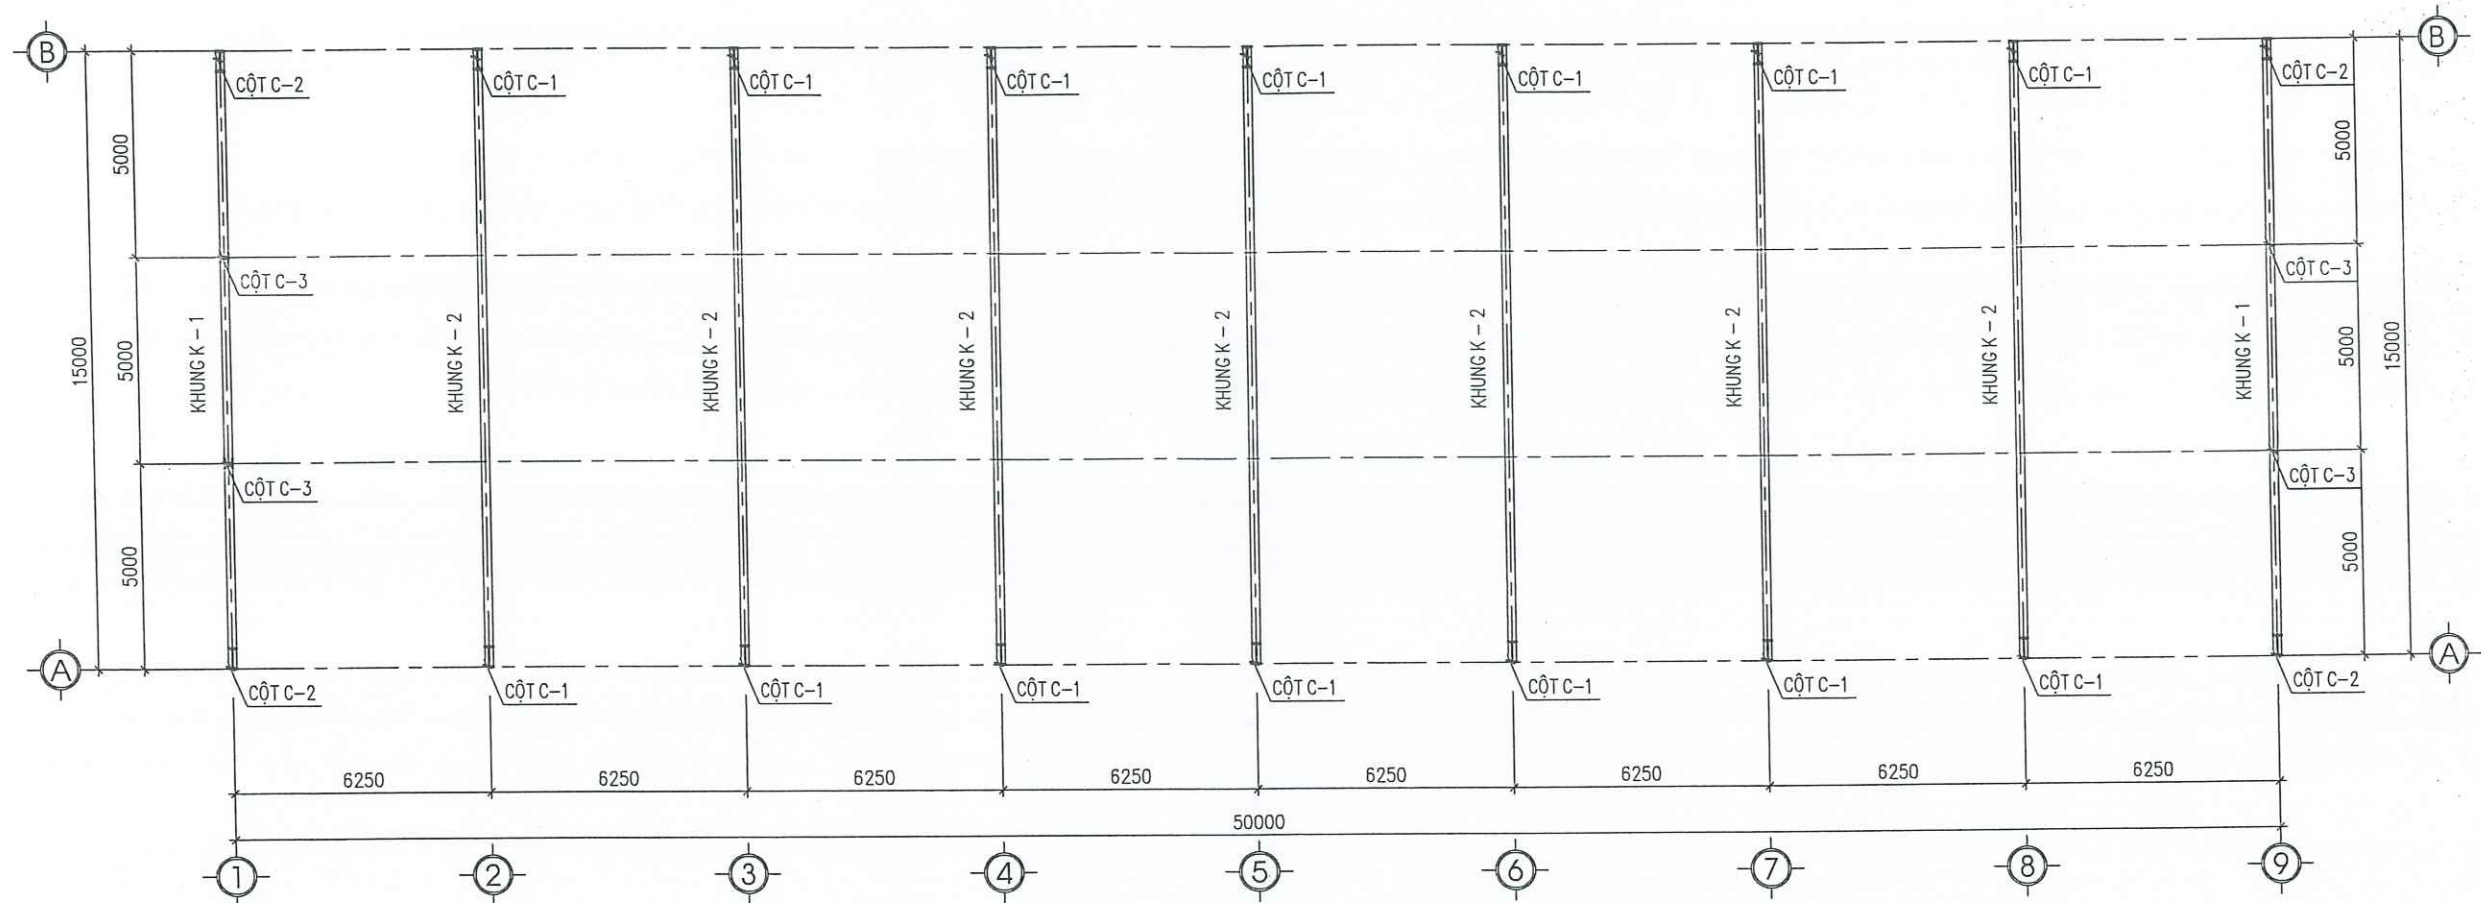 B
B
CỘT C-2
CỘT C-1
CỘT C-1
CỘT C-1
CỘT C-1
CỘT C-1
CỘT C-1
CỘT C-1
CỘT C-2
5000
5000
CỘT C-3
CỘT C-3
15000
5000
KHUNG K - 1
KHUNG K - 2
KHUNG K - 2
KHUNG K - 2
KHUNG K - 2
KHUNG K - 2
KHUNG K - 2
KHUNG K - 2
KHUNG K - 1
5000
15000
CỘT C-3
CỘT C-3
5000
5000
A
A
CỘT C-2
CỘT C-1
CỘT C-1
CỘT C-1
CỘT C-1
CỘT C-1
CỘT C-1
CỘT C-1
CỘT C-2
6250
6250
6250
6250
6250
6250
6250
6250
50000
1
2
3
4
5
6
7
8
9